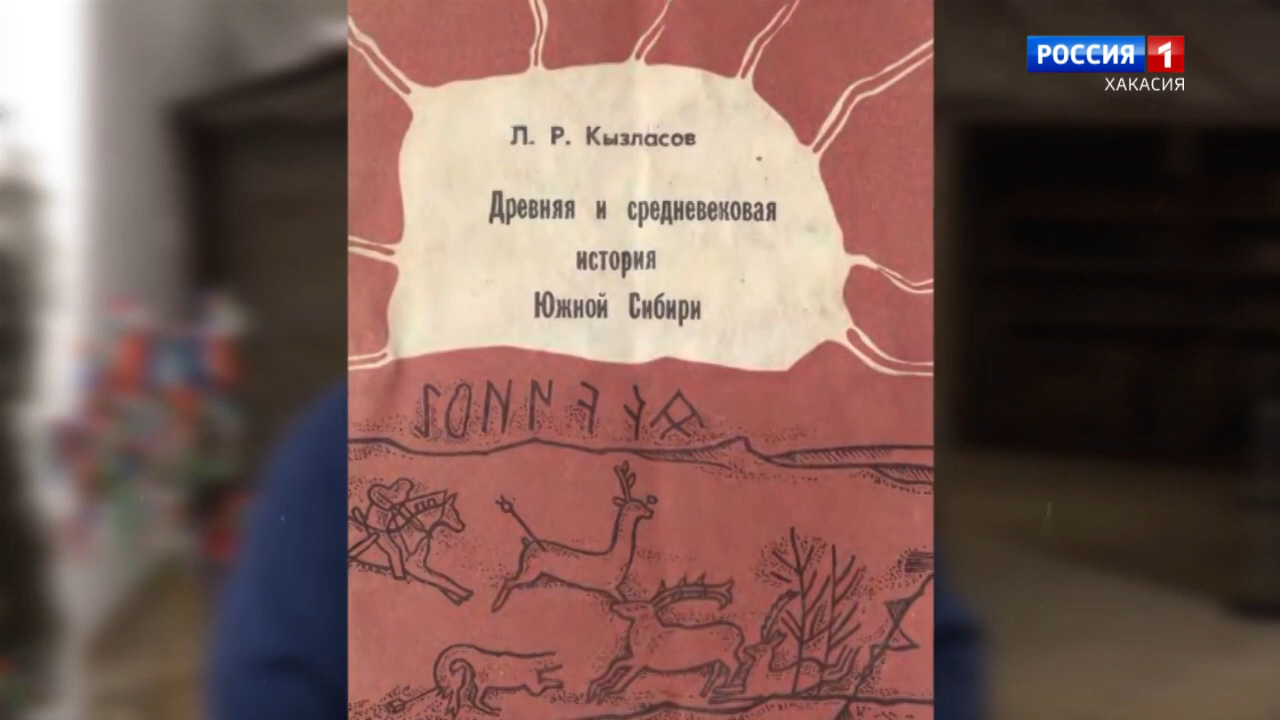 РОССИЯ 1
ХАКАСИЯ
Л. Р. Кызласов
Древняя и средневековая
история
Южной Сибири